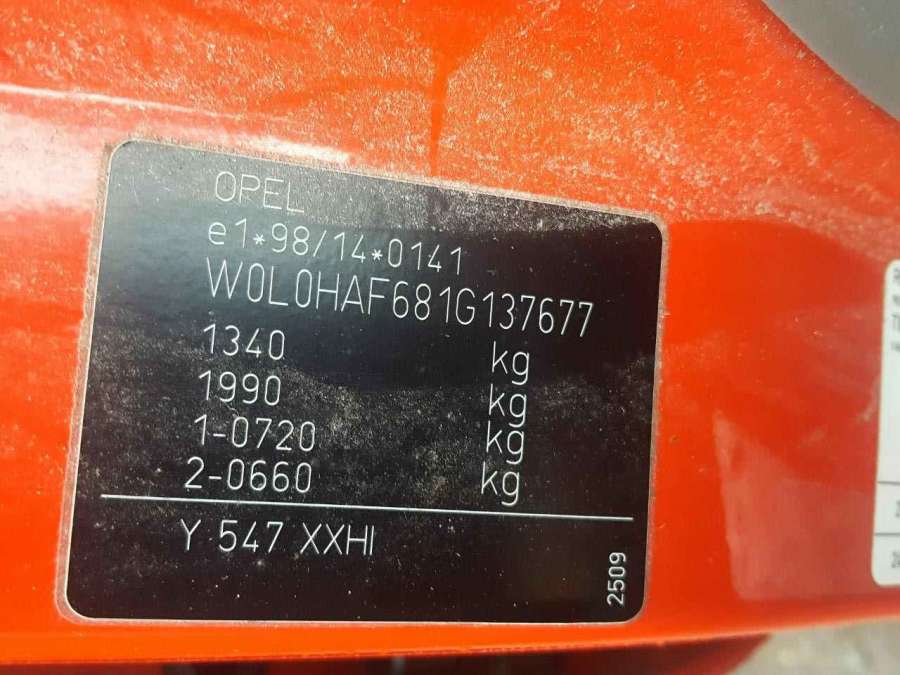 OPEL
e1*98/14*0141
W0L0HAF681G137677
1340 kg
1990 kg
1-0720 kg
2-0660 kg
Y 547 XXHI
2509